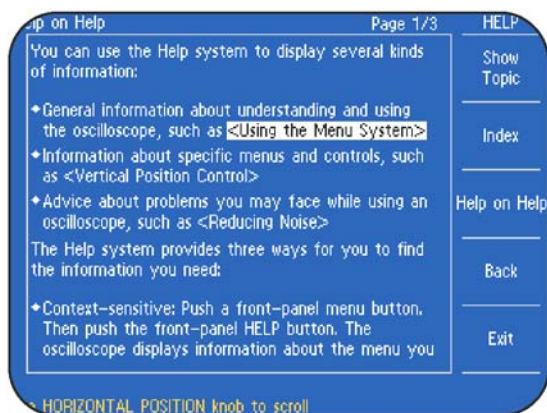 Help on Help
Page 1/3
HELP
You can use the Help system to display several kinds
of information:
◆General information about understanding and using
the oscilloscope, such as <Using the Menu System>
◆Information about specific menus and controls, such
as <Vertical Position Control>
◆Advice about problems you may face while using an
oscilloscope, such as <Reducing Noise>
The Help system provides three ways for you to find
the information you need:
◆Context-sensitive: Push a front-panel menu button.
Then push the front-panel HELP button. The
oscilloscope displays information about the menu you
HORIZONTAL POSITION knob to scroll
Show
Topic
Index
Help on Help
Back
Exit